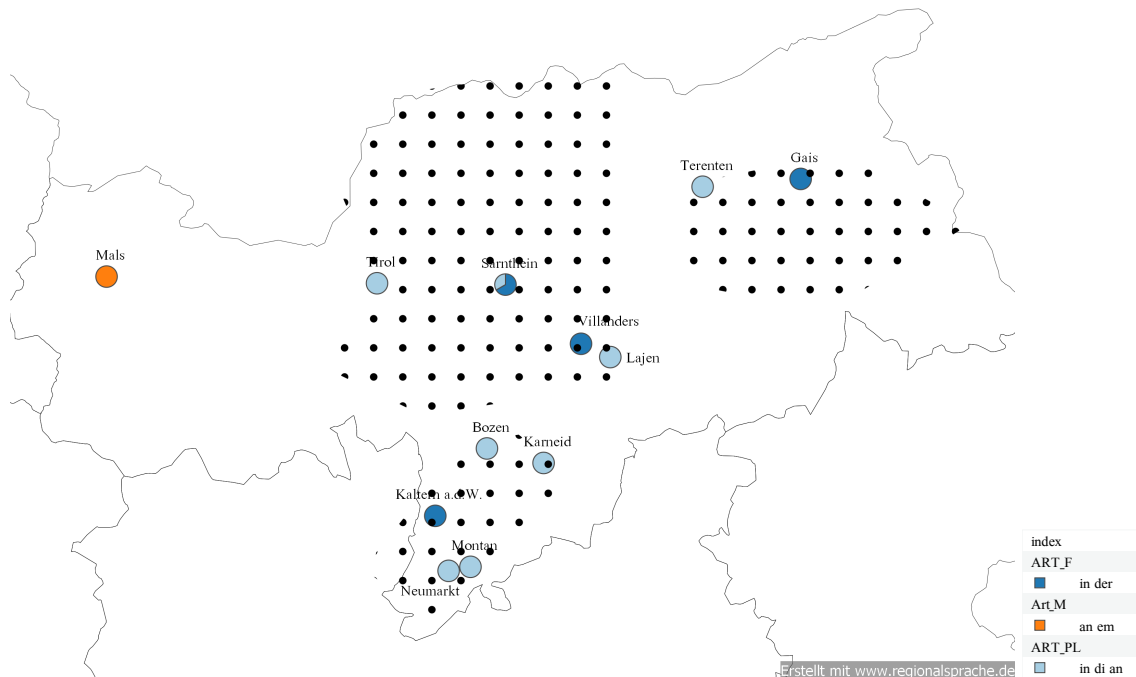 Gais
Terenten
Mals
Tirol
Sarnthein
Villanders
Lajen
Bozen
Karneid
Kaltern a.d.W.
Montan
Neumarkt
index
ART_F
in der
Art_M
an em
ART_PL
in di an
Erstellt mit www.regionalsprache.de